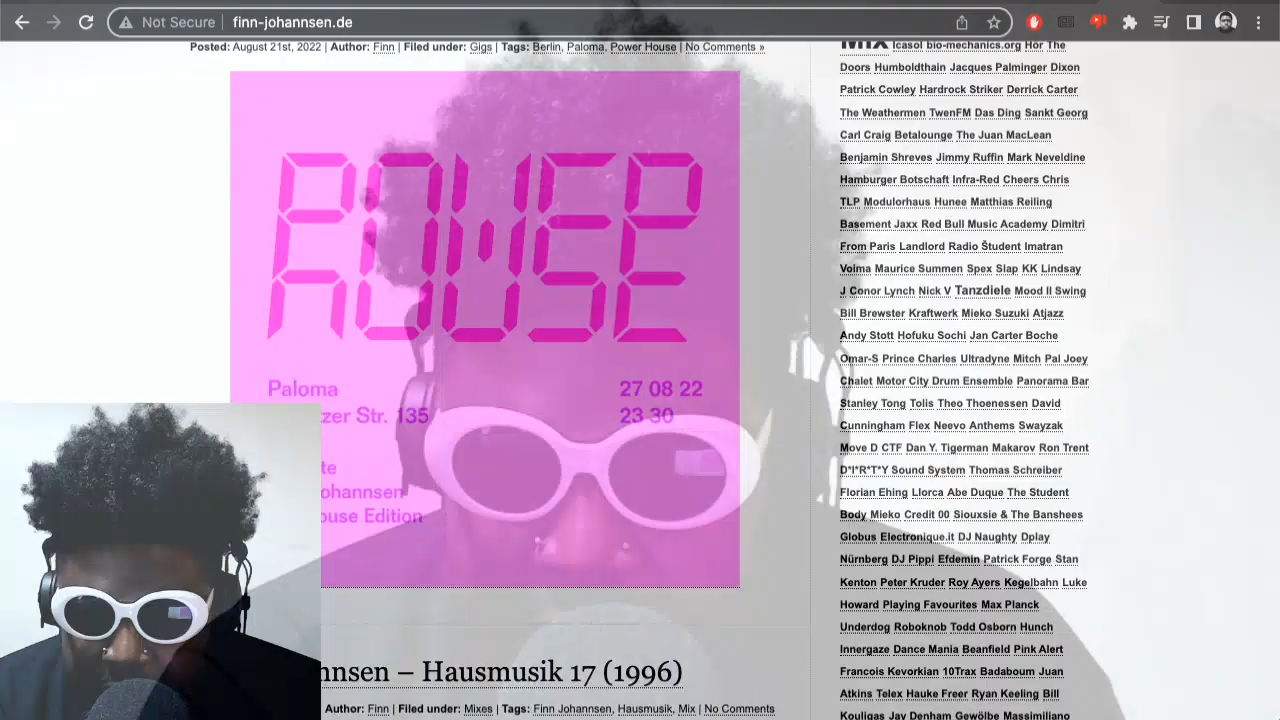 Not Secure | finn-johannsen.de
Posted: August 21st, 2022 | Author: Finn | Filed under: Gigs | Tags: Berlin, Paloma, Power House | No Comments »
POWER
HOUSE
Paloma
27 08 22
zer Str. 135
23 30
te
ohannsen
ouse Edition
nnsen – Hausmusik 17 (1996)
Author: Finn | Filed under: Mixes | Tags: Finn Johannsen, Hausmusik, Mix | No Comments
Mix Icasol bio-mechanics.org Hör The
Doors Humboldthain Jacques Palminger Dixon
Patrick Cowley Hardrock Striker Derrick Carter
The Weathermen TwenFM Das Ding Sankt Georg
Carl Craig Betalounge The Juan MacLean
Benjamin Shreves Jimmy Ruffin Mark Neveldine
Hamburger Botschaft Infra-Red Cheers Chris
TLP Modulorhaus Hunee Matthias Reiling
Basement Jaxx Red Bull Music Academy Dimitri
From Paris Landlord Radio Študent Imatran
Voima Maurice Summen Spex Slap KK Lindsay
J Conor Lynch Nick V Tanzdiele Mood II Swing
Bill Brewster Kraftwerk Mieko Suzuki Atjazz
Andy Stott Hofuku Sochi Jan Carter Boche
Omar-S Prince Charles Ultradyne Mitch Pal Joey
Chalet Motor City Drum Ensemble Panorama Bar
Stanley Tong Tolis Theo Thoenessen David
Cunningham Flex Neevo Anthems Swayzak
Move D CTF Dan Y. Tigerman Makarov Ron Trent
D*I*R*T*Y Sound System Thomas Schreiber
Florian Ehing Llorca Abe Duque The Student
Body Mieko Credit 00 Siouxsie & The Banshees
Globus Electronique.it DJ Naughty Dplay
Nürnberg DJ Pippi Efdemin Patrick Forge Stan
Kenton Peter Kruder Roy Ayers Kegelbahn Luke
Howard Playing Favourites Max Planck
Underdog Roboknob Todd Osborn Hunch
Innergaze Dance Mania Beanfield Pink Alert
Francois Kevorkian 10Trax Badaboum Juan
Atkins Telex Hauke Freer Ryan Keeling Bill
Kouligas Jay Denham Gewölbe Massimiliano